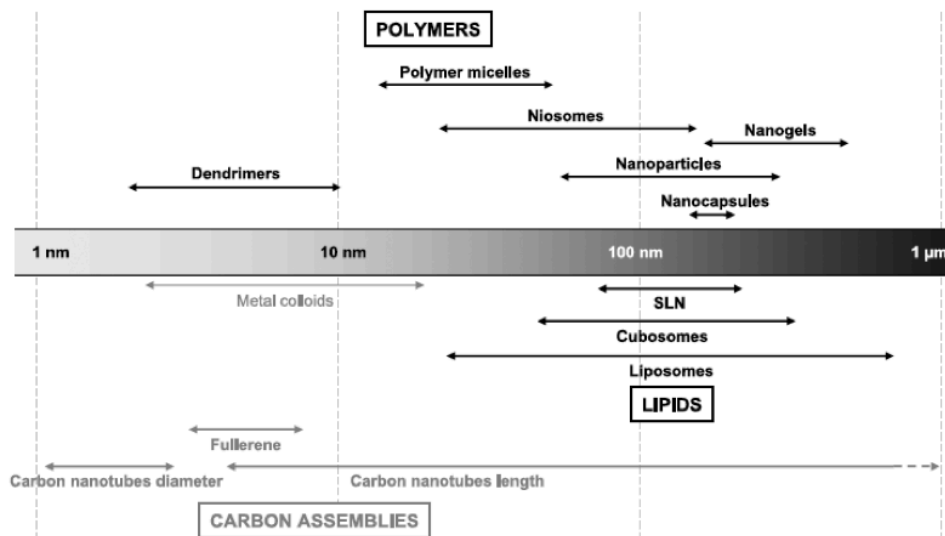 POLYMERS
Polymer micelles
Niosomes
Nanogels
Nanoparticles
Dendrimers
Nanocapsules
1 nm 10 nm 100 nm 1 µm
Metal colloids
SLN
Cubosomes
Liposomes
LIPIDS
Fullerene
Carbon nanotubes diameter Carbon nanotubes length
CARBON ASSEMBLIES